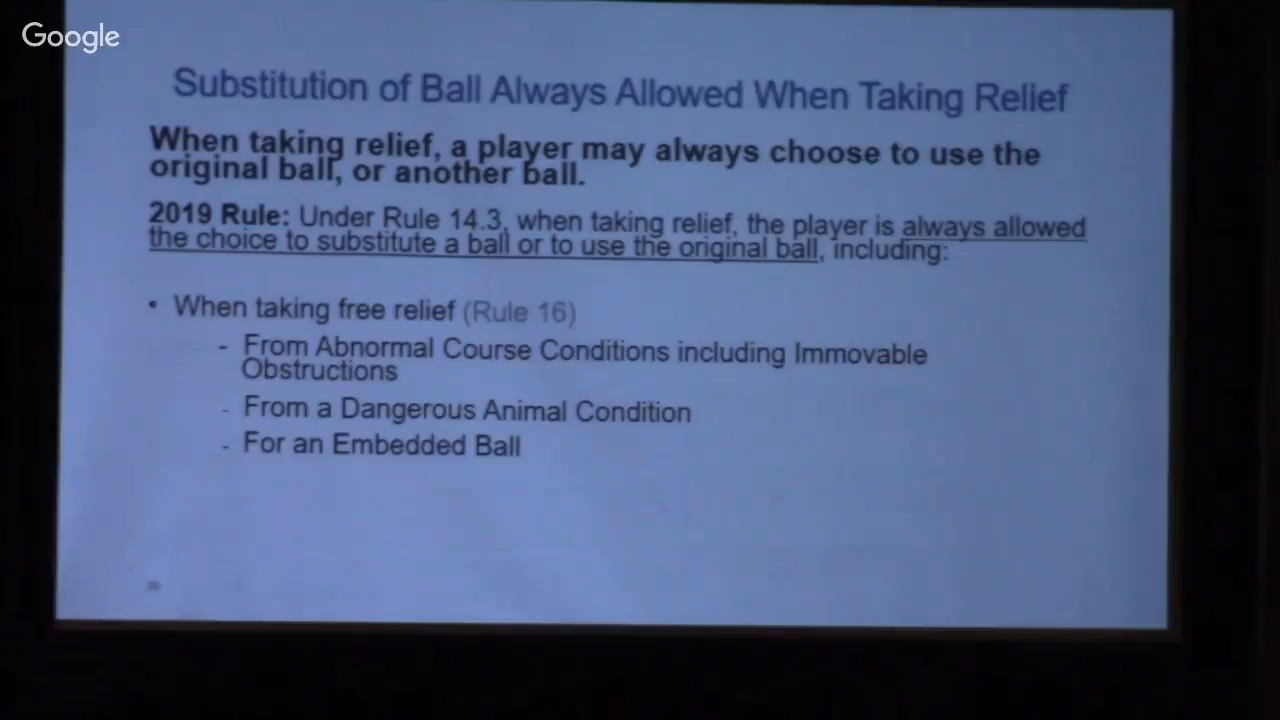 Google
Substitution of Ball Always Allowed When Taking Relief
When taking relief, a player may always choose to use the
original ball, or another ball.
2019 Rule: Under Rule 14.3, when taking relief, the player is always allowed
the choice to substitute a ball or to use the original ball, including:
• When taking free relief (Rule 16)
- From Abnormal Course Conditions including Immovable
Obstructions
- From a Dangerous Animal Condition
- For an Embedded Ball